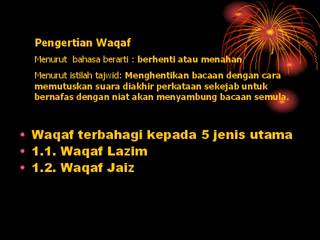 Pengertian Waqaf
Menurut bahasa berarti : berhenti atau menahan
Menurut istilah tajwid: Menghentikan bacaan dengan cara
memutuskan suara diakhir perkataan sekejab untuk
bernafas dengan niat akan menyambung bacaan semula.
• Waqaf terbahagi kepada 5 jenis utama
• 1.1. Waqaf Lazim
• 1.2. Waqaf Jaiz